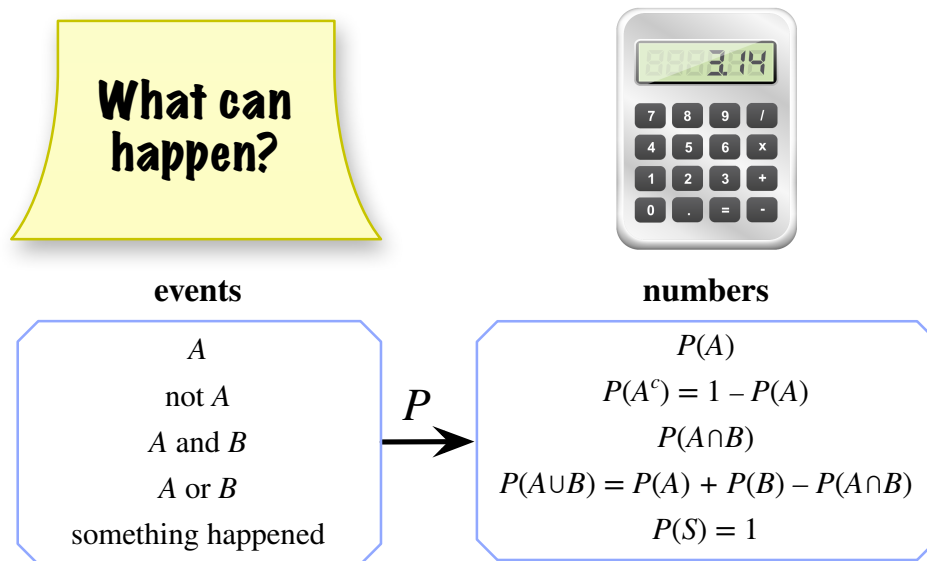 What can
happen?
3.14
7 8 9 /
4 5 6 x
1 2 3 +
0 . = -
events
A
not A
A and B
A or B
something happened
P
numbers
P(A)
P(Aᶜ) = 1 – P(A)
P(A∩B)
P(A∪B) = P(A) + P(B) – P(A∩B)
P(S) = 1